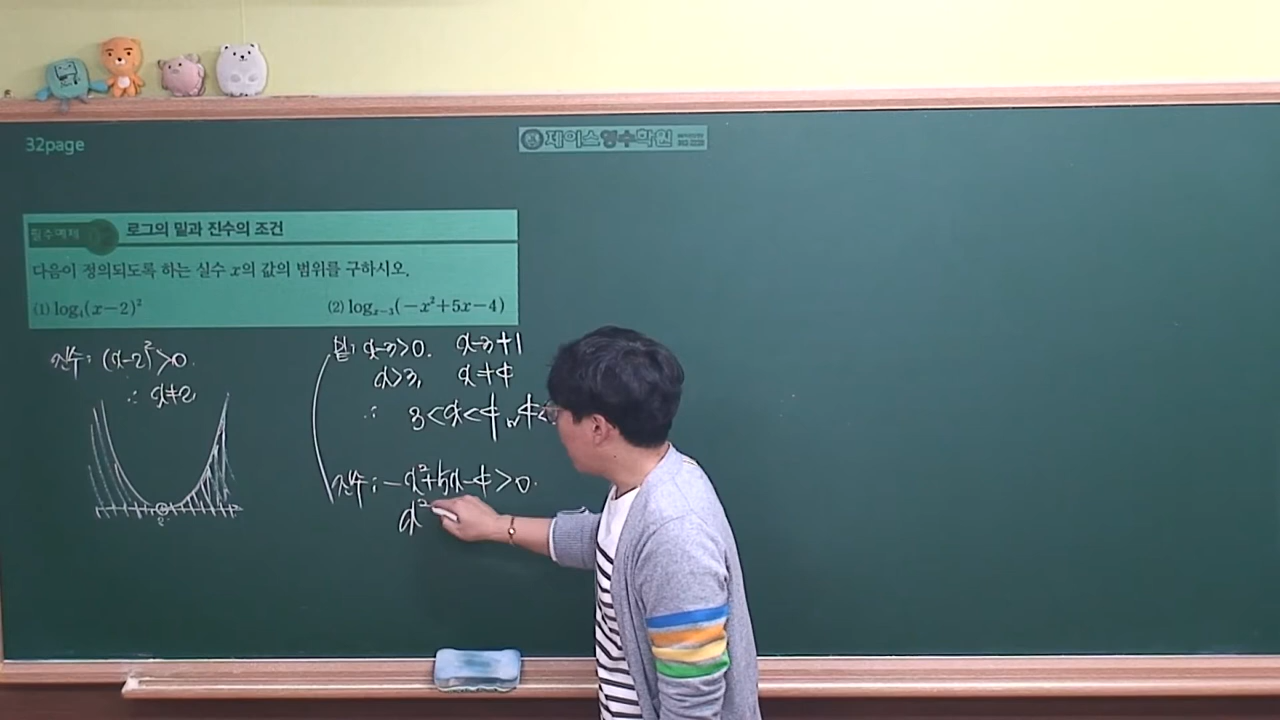 32page
제이스영수학원
필수예제
로그의 밑과 진수의 조건
다음이 정의되도록 하는 실수 x의 값의 범위를 구하시오.
(1) log₄(x−2)²
(2) logₓ₋₃(−x²+5x−4)
진수: (x-2)²>0.
∴ x≠2.
2
밑: x-3>0. x-3≠1
x>3, x≠4
∴ 3<x<4, 4<
진수: -x²+5x-4>0.
x²